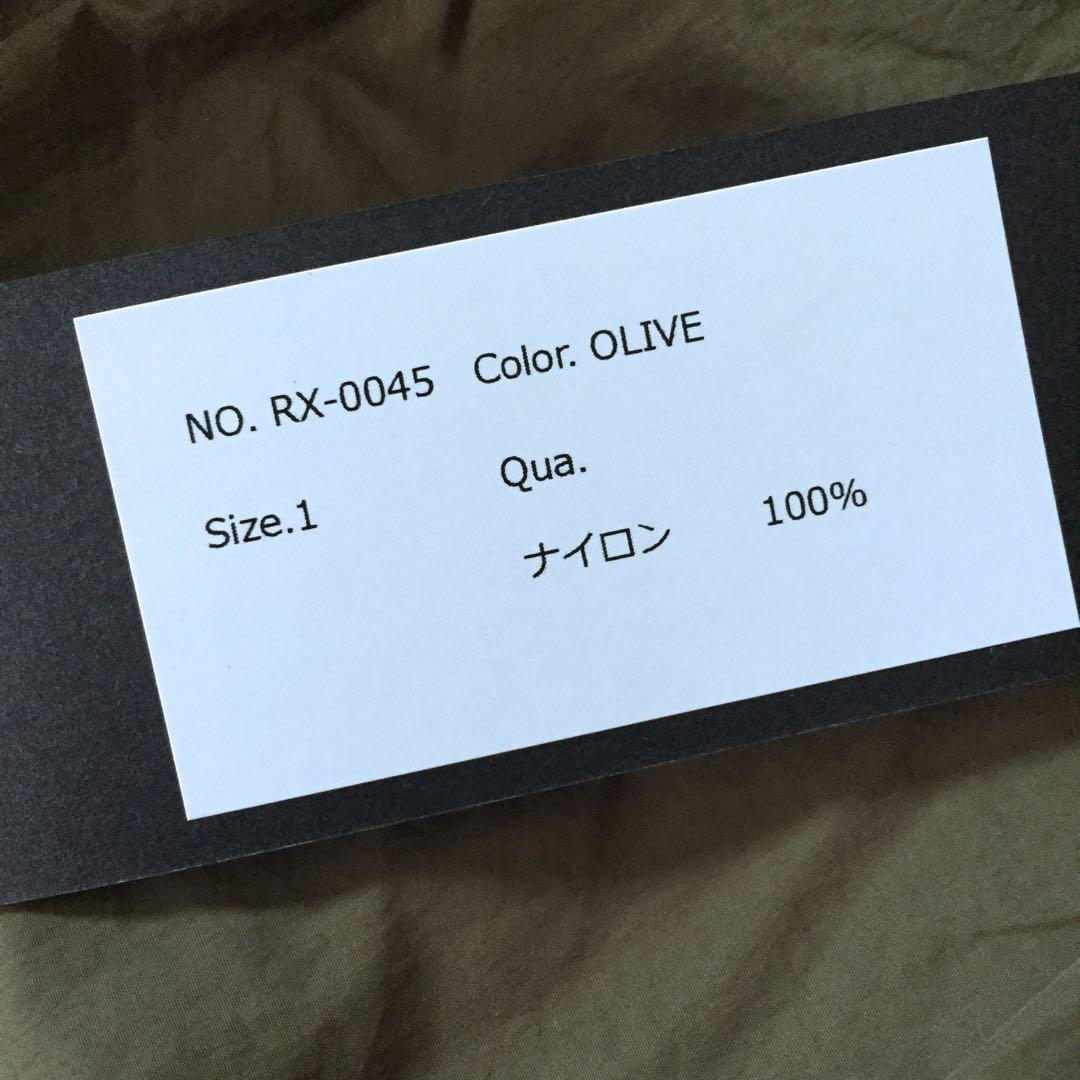 NO. RX-0045 Color. OLIVE
Size.1 Qua.
ナイロン 100%